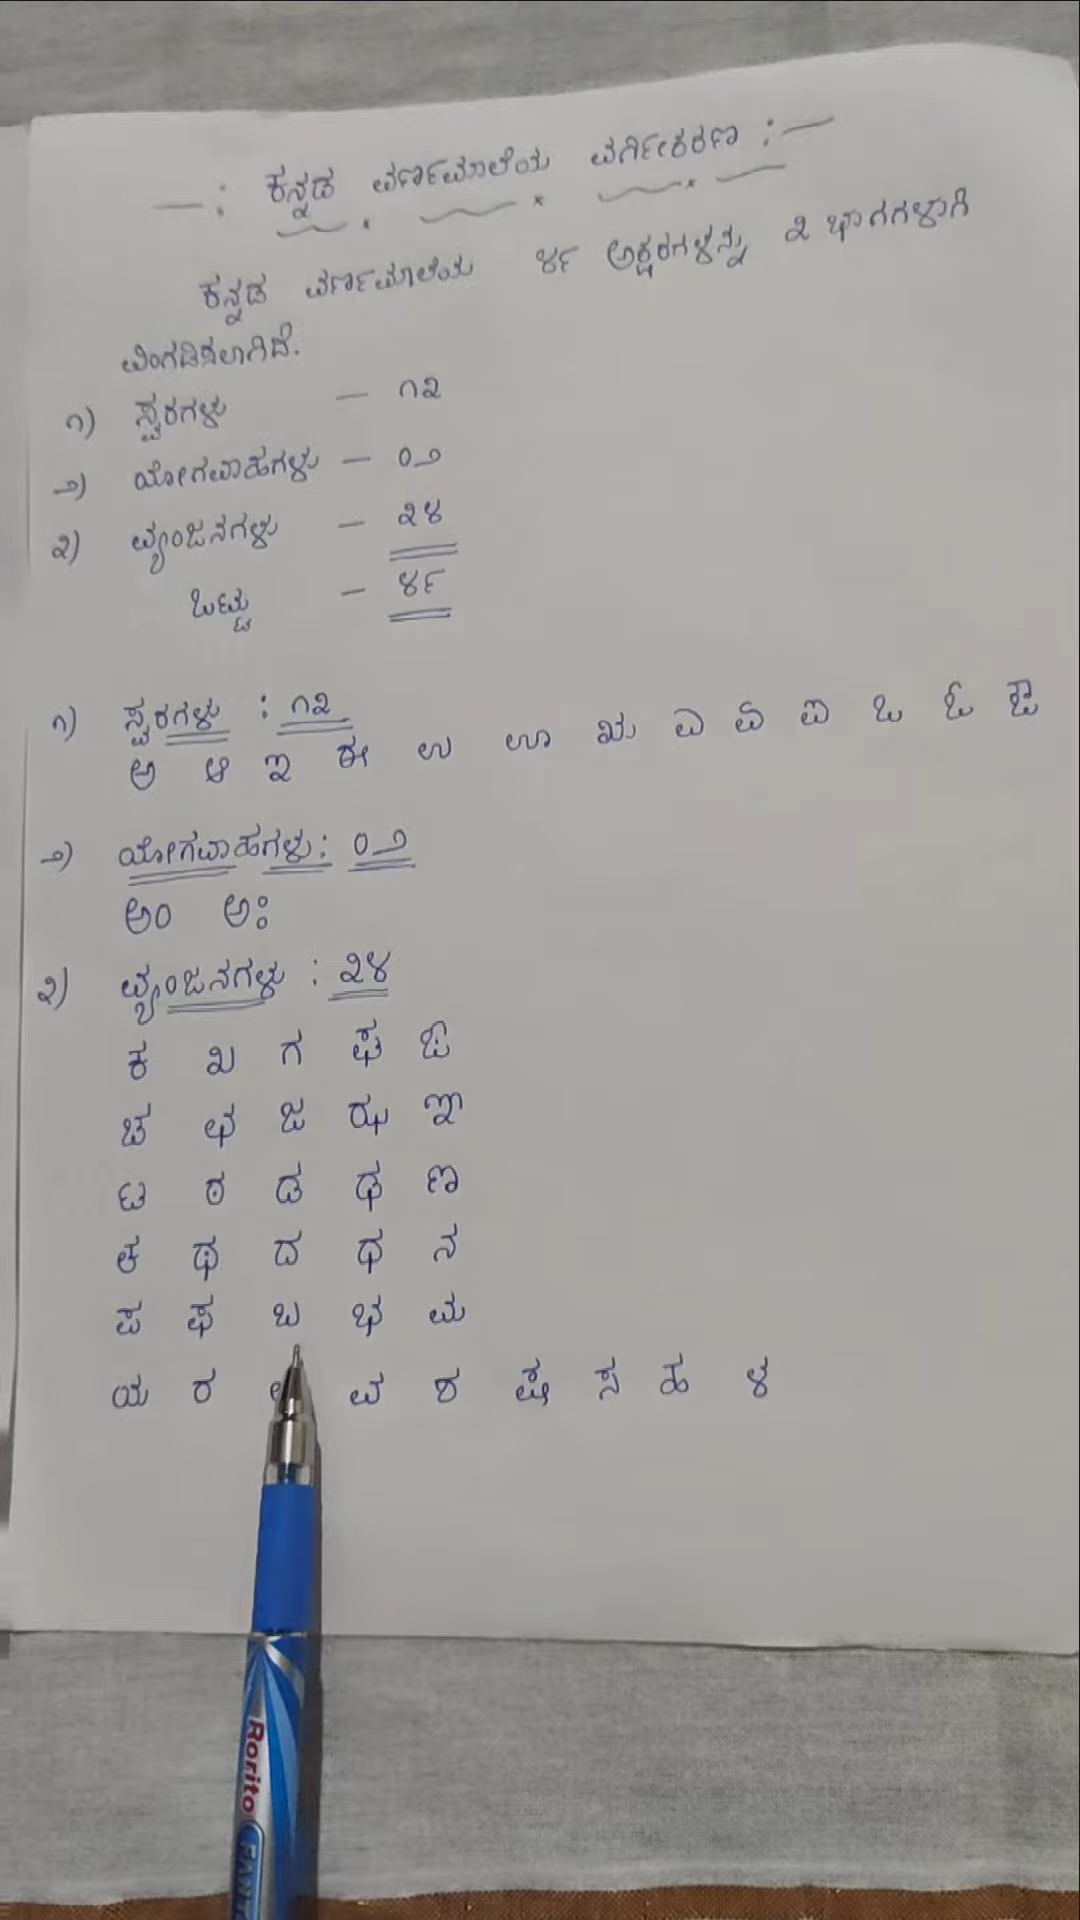 —: ಕನ್ನಡ ವರ್ಣಮಾಲೆಯ ವರ್ಗೀಕರಣ :—
ಕನ್ನಡ ವರ್ಣಮಾಲೆಯ ೪೯ ಅಕ್ಷರಗಳನ್ನು ೩ ಭಾಗಗಳಾಗಿ
ವಿಂಗಡಿಸಲಾಗಿದೆ.
೧) ಸ್ವರಗಳು — ೧೩
೨) ಯೋಗವಾಹಗಳು — ೦೨
೩) ವ್ಯಂಜನಗಳು — ೩೪
ಒಟ್ಟು — ೪೯
೧) ಸ್ವರಗಳು : ೧೩
ಅ ಆ ಇ ಈ ಉ ಊ ಋ ಎ ಏ ಐ ಒ ಓ ಔ
೨) ಯೋಗವಾಹಗಳು : ೦೨
ಅಂ ಅಃ
೩) ವ್ಯಂಜನಗಳು : ೩೪
ಕ ಖ ಗ ಘ ಙ
ಚ ಛ ಜ ಝ ಞ
ಟ ಠ ಡ ಢ ಣ
ತ ಥ ದ ಧ ನ
ಪ ಫ ಬ ಭ ಮ
ಯ ರ ವ ಶ ಷ ಸ ಹ ಳ
Rorito